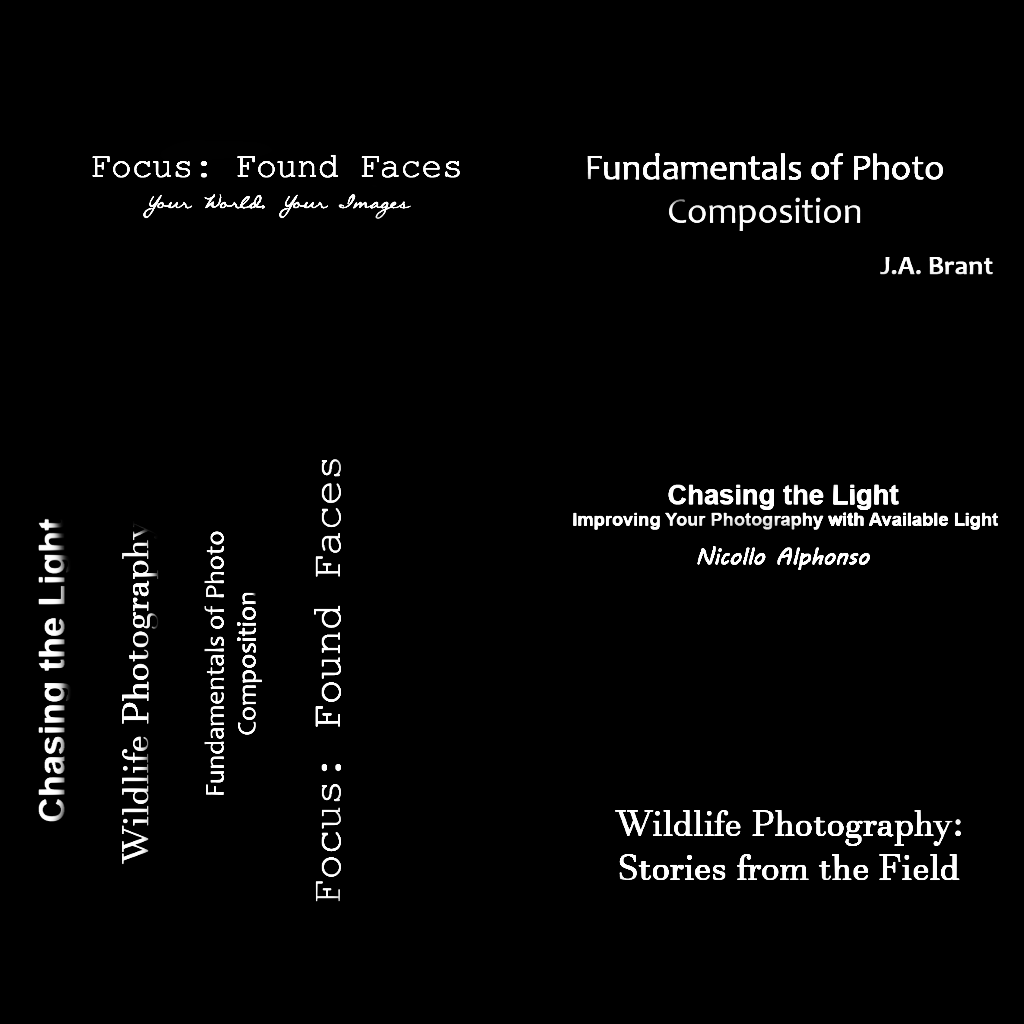 Focus: Found Faces
Your World. Your Images
Fundamentals of Photo
Composition
J.A. Brant
Chasing the Light
Improving Your Photography with Available Light
Nicollo Alphonso
Wildlife Photography:
Stories from the Field
Chasing the Light
Wildlife Photography
Fundamentals of Photo
Composition
Focus: Found Faces